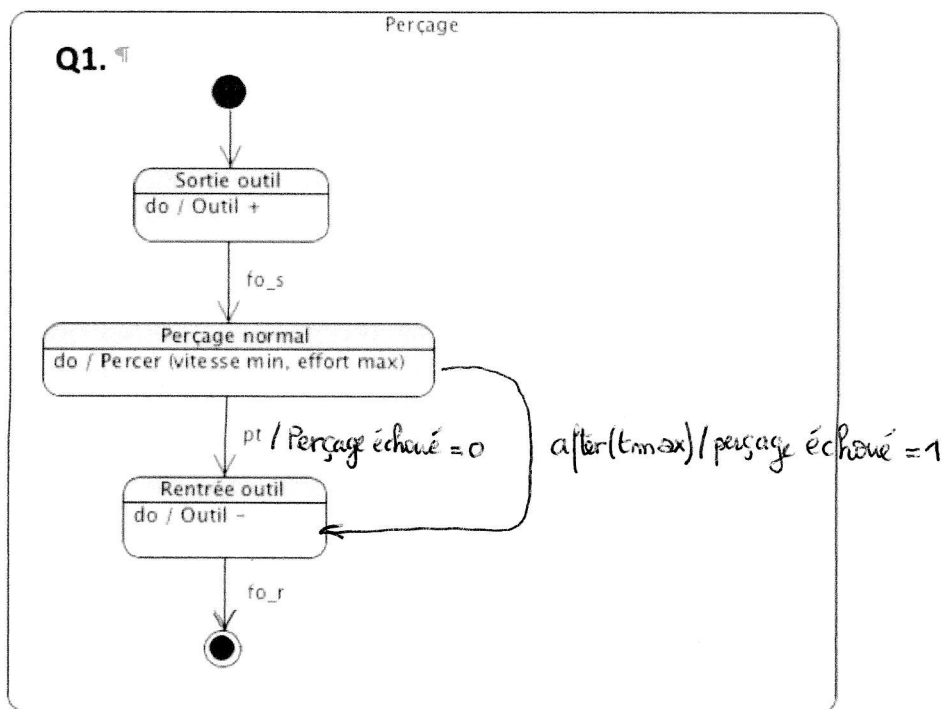 Perçage
Q1. ¶
Sortie outil
do / Outil +
fo_s
Perçage normal
do / Percer (vitesse min, effort max)
pt / Perçage échoué = 0
after(tmax) / perçage échoué = 1
Rentrée outil
do / Outil -
fo_r